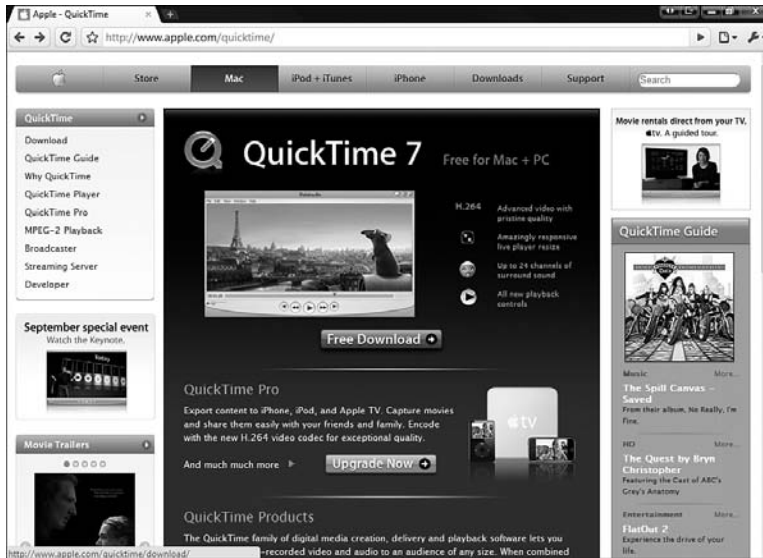 Apple - QuickTime
http://www.apple.com/quicktime/
Store Mac iPod + iTunes iPhone Downloads Support Search
QuickTime
Download
QuickTime Guide
Why QuickTime
QuickTime Player
QuickTime Pro
MPEG-2 Playback
Broadcaster
Streaming Server
Developer
September special event
Watch the Keynote.
Movie Trailers
QuickTime 7 Free for Mac + PC
H.264 Advanced video with
pristine quality
Amazingly responsive
live player resize
Up to 24 channels of
surround sound
All new playback
controls
Free Download
QuickTime Pro
Export content to iPhone, iPod, and Apple TV. Capture movies
and share them easily with your friends and family. Encode
with the new H.264 video codec for exceptional quality.
And much much more
Upgrade Now
tv
QuickTime Products
The QuickTime family of digital media creation, delivery and playback software lets you
-recorded video and audio to an audience of any size. When combined
Movie rentals direct from your TV.
tv. A guided tour.
QuickTime Guide
Music More...
The Spill Canvas –
Saved
From their album, No Really, I'm
Fine.
HD More...
The Quest by Bryn
Christopher
Featuring the Cast of ABC's
Grey's Anatomy
Entertainment More...
FlatOut 2
Experience the drive of your
life.
http://www.apple.com/quicktime/download/